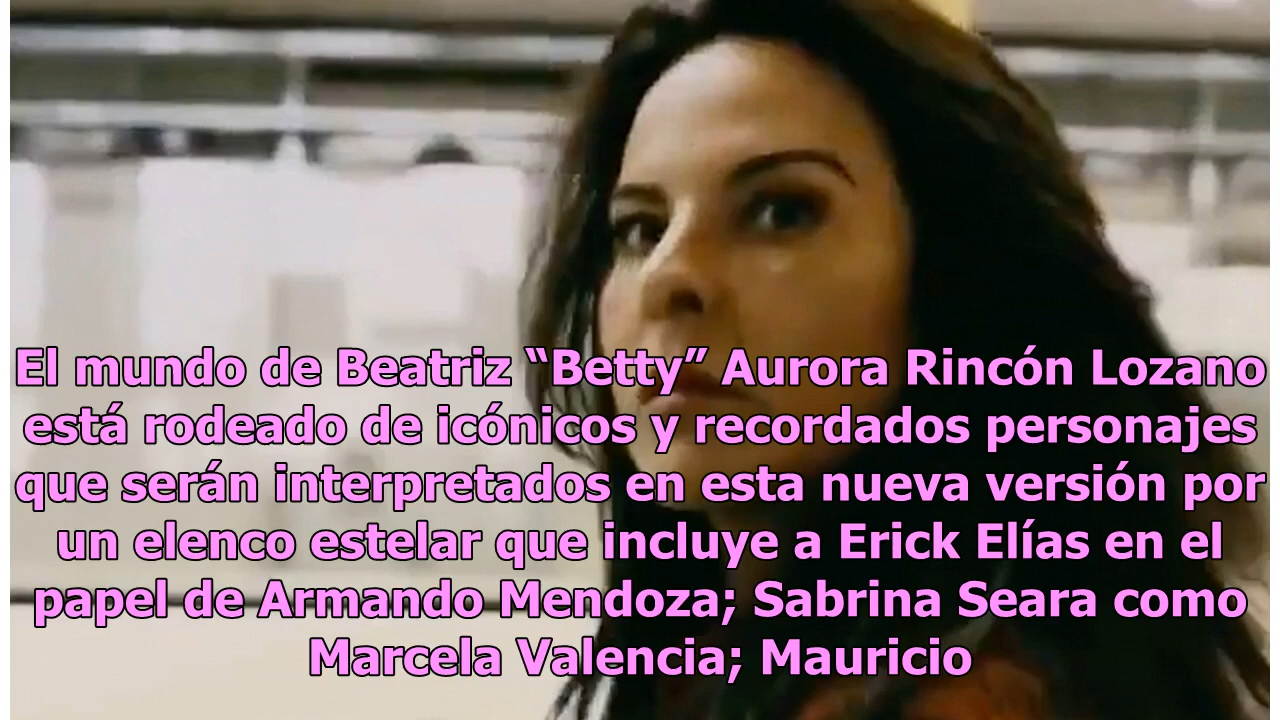 El mundo de Beatriz “Betty” Aurora Rincón Lozano
está rodeado de icónicos y recordados personajes
que serán interpretados en esta nueva versión por
un elenco estelar que incluye a Erick Elías en el
papel de Armando Mendoza; Sabrina Seara como
Marcela Valencia; Mauricio